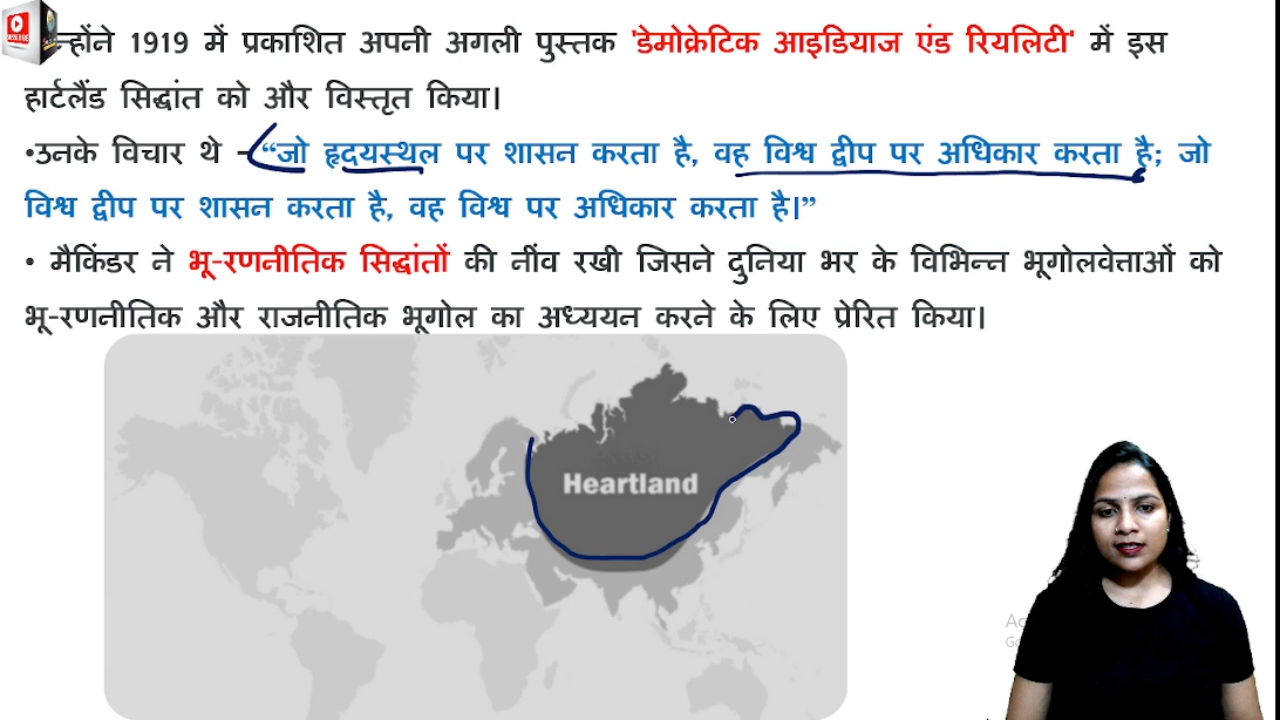 न्होंने 1919 में प्रकाशित अपनी अगली पुस्तक 'डेमोक्रेटिक आइडियाज एंड रियलिटी' में इस
हार्टलैंड सिद्धांत को और विस्तृत किया।
•उनके विचार थे - “जो हृदयस्थल पर शासन करता है, वह विश्व द्वीप पर अधिकार करता है; जो
विश्व द्वीप पर शासन करता है, वह विश्व पर अधिकार करता है।”
• मैकिंडर ने भू-रणनीतिक सिद्धांतों की नींव रखी जिसने दुनिया भर के विभिन्न भूगोलवेत्ताओं को
भू-रणनीतिक और राजनीतिक भूगोल का अध्ययन करने के लिए प्रेरित किया।
Heartland